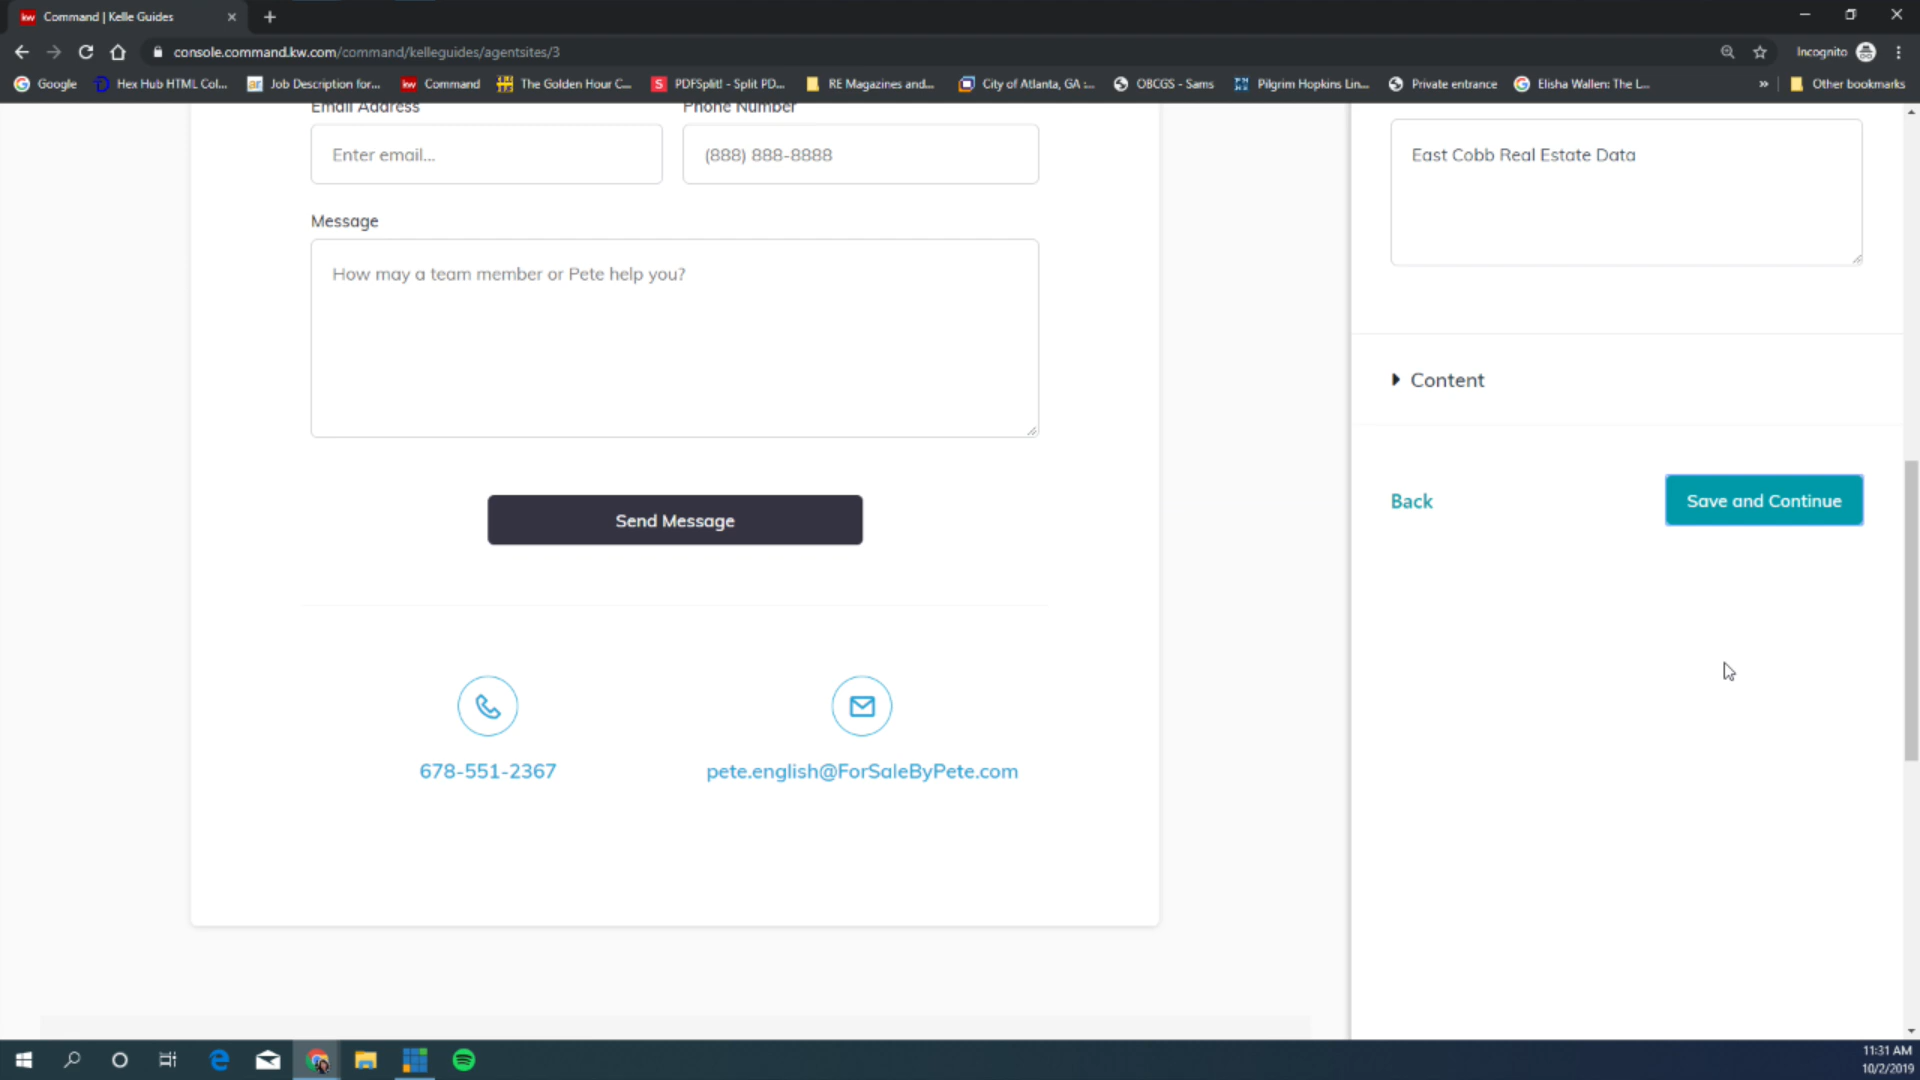 Command | Kelle Guides
console.command.kw.com/command/kelleguides/agentsites/3
Incognito
Google
Hex Hub HTML Col...
Job Description for...
Command
The Golden Hour C...
PDFSplit! - Split PD...
RE Magazines and...
City of Atlanta, GA :...
OBCGS - Sams
Pilgrim Hopkins Lin...
Private entrance
Elisha Wallen: The L...
»
Other bookmarks
Email Address
Phone Number
Enter email...
(888) 888-8888
East Cobb Real Estate Data
Message
How may a team member or Pete help you?
Content
Back
Save and Continue
Send Message
678-551-2367
pete.english@ForSaleByPete.com
11:31 AM
10/2/2019